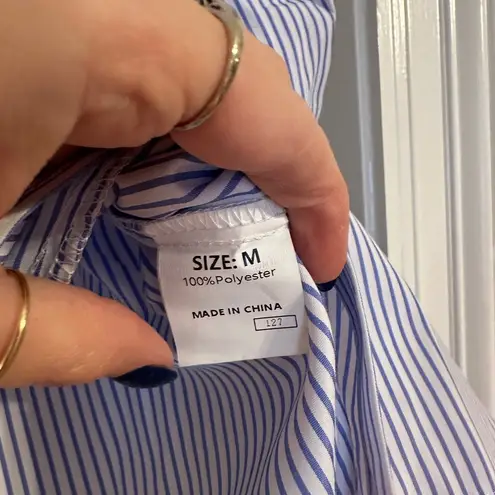 SIZE: M
100%Polyester
MADE IN CHINA
127